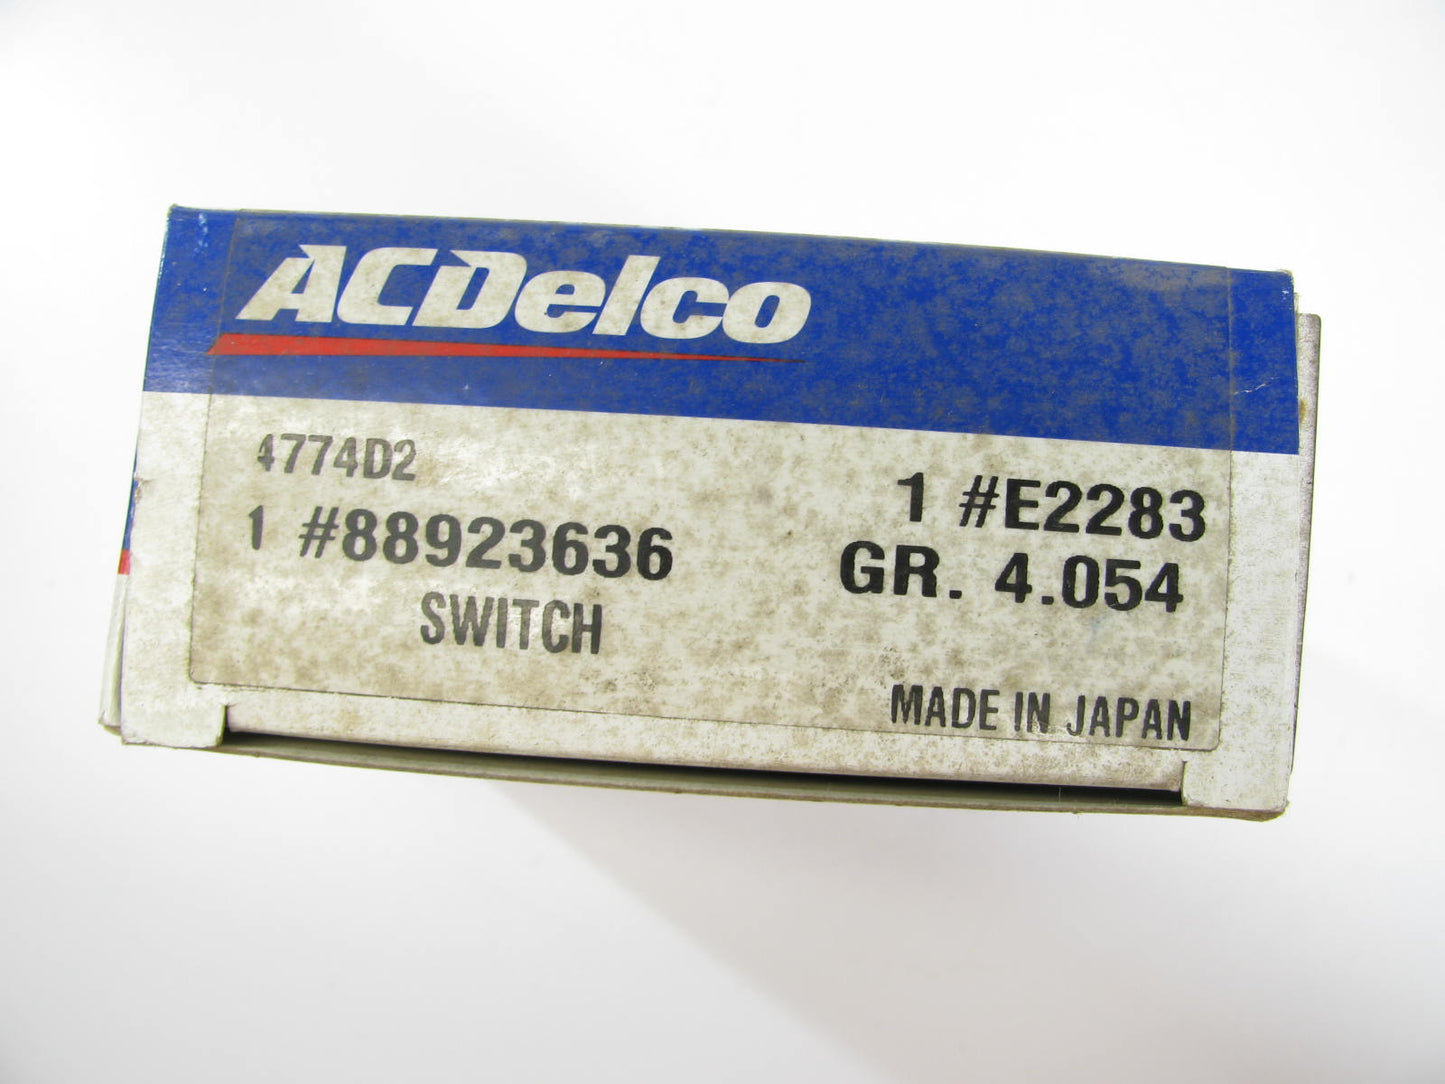 ACDelco
4774D2
1 #88923636
SWITCH
1 #E2283
GR. 4.054
MADE IN JAPAN